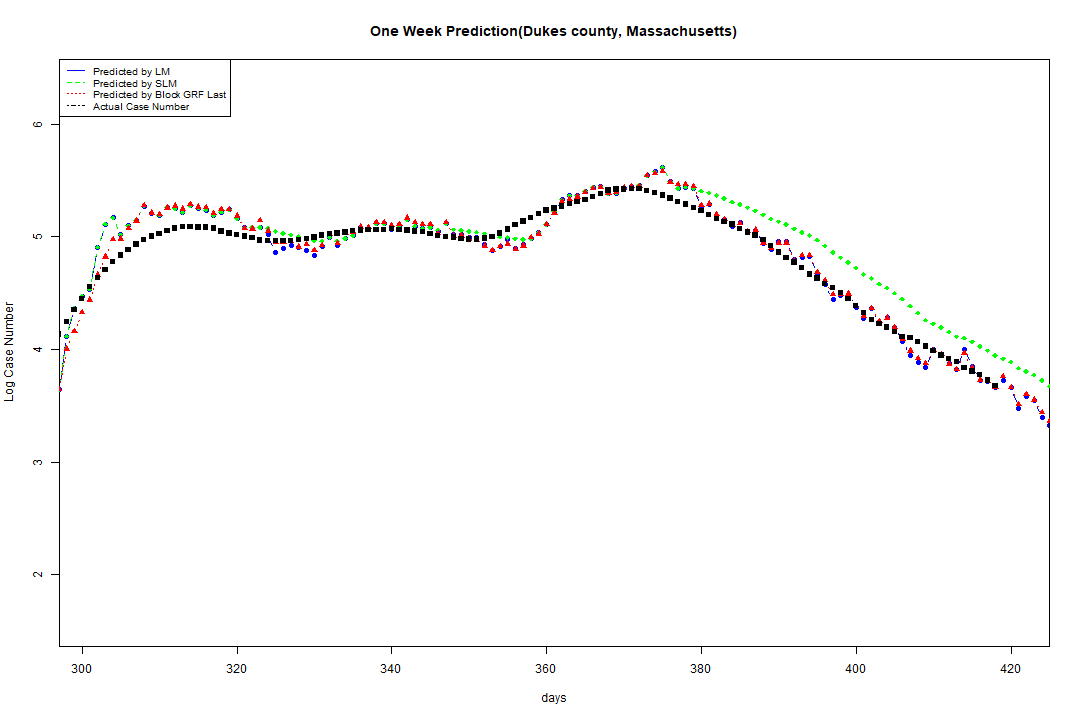 One Week Prediction(Dukes county, Massachusetts)
Predicted by LM
Predicted by SLM
Predicted by Block GRF Last
Actual Case Number
Log Case Number
6
5
4
3
2
300 320 340 360 380 400 420
days